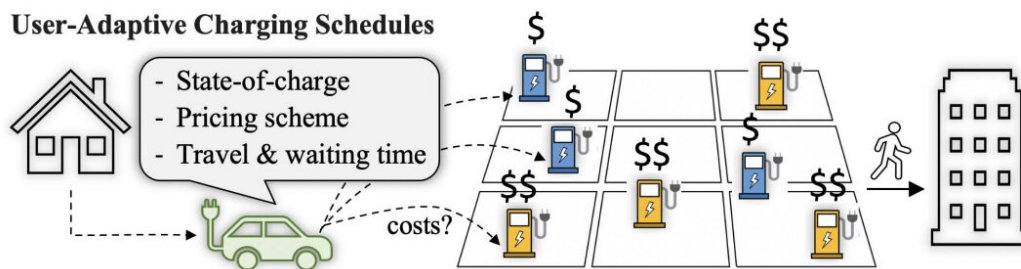 User-Adaptive Charging Schedules
- State-of-charge
- Pricing scheme
- Travel & waiting time
costs?
$
$$
$
$$
$
$$
$$